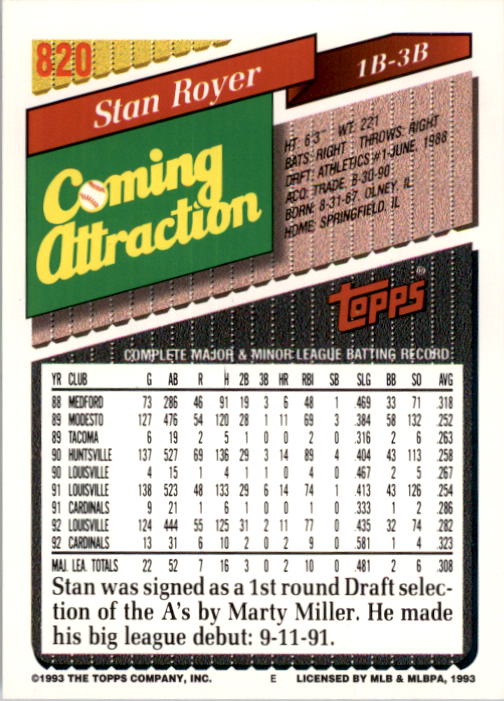 820
Stan Royer
1B-3B
Coming
Attraction
HT: 6'3" WT: 221
BATS: RIGHT THROWS: RIGHT
DRFT: ATHLETICS #1-JUNE, 1988
ACQ: TRADE, 8-30-90
BORN: 8-31-67, OLNEY, IL
HOME: SPRINGFIELD, IL
TOPPS®
COMPLETE MAJOR & MINOR LEAGUE BATTING RECORD
YR CLUB G AB R H 2B 3B HR RBI SB SLG BB SO AVG
88 MEDFORD 73 286 46 91 19 3 6 48 1 .469 33 71 .318
89 MODESTO 127 476 54 120 28 1 11 69 3 .384 58 132 .252
89 TACOMA 6 19 2 5 1 0 0 2 0 .316 2 6 .263
90 HUNTSVILLE 137 527 69 136 29 3 14 89 4 .404 43 113 .258
90 LOUISVILLE 4 15 1 4 1 1 0 4 0 .467 2 5 .267
91 LOUISVILLE 138 523 48 133 29 6 14 74 1 .413 43 126 .254
91 CARDINALS 9 21 1 6 1 0 0 1 0 .333 1 2 .286
92 LOUISVILLE 124 444 55 125 31 2 11 77 0 .435 32 74 .282
92 CARDINALS 13 31 6 10 2 0 2 9 0 .581 1 4 .323
MAJ. LEA. TOTALS 22 52 7 16 3 0 2 10 0 .481 2 6 .308
Stan was signed as a 1st round Draft selec-
tion of the A's by Marty Miller. He made
his big league debut: 9-11-91.
©1993 THE TOPPS COMPANY, INC. E LICENSED BY MLB & MLBPA, 1993